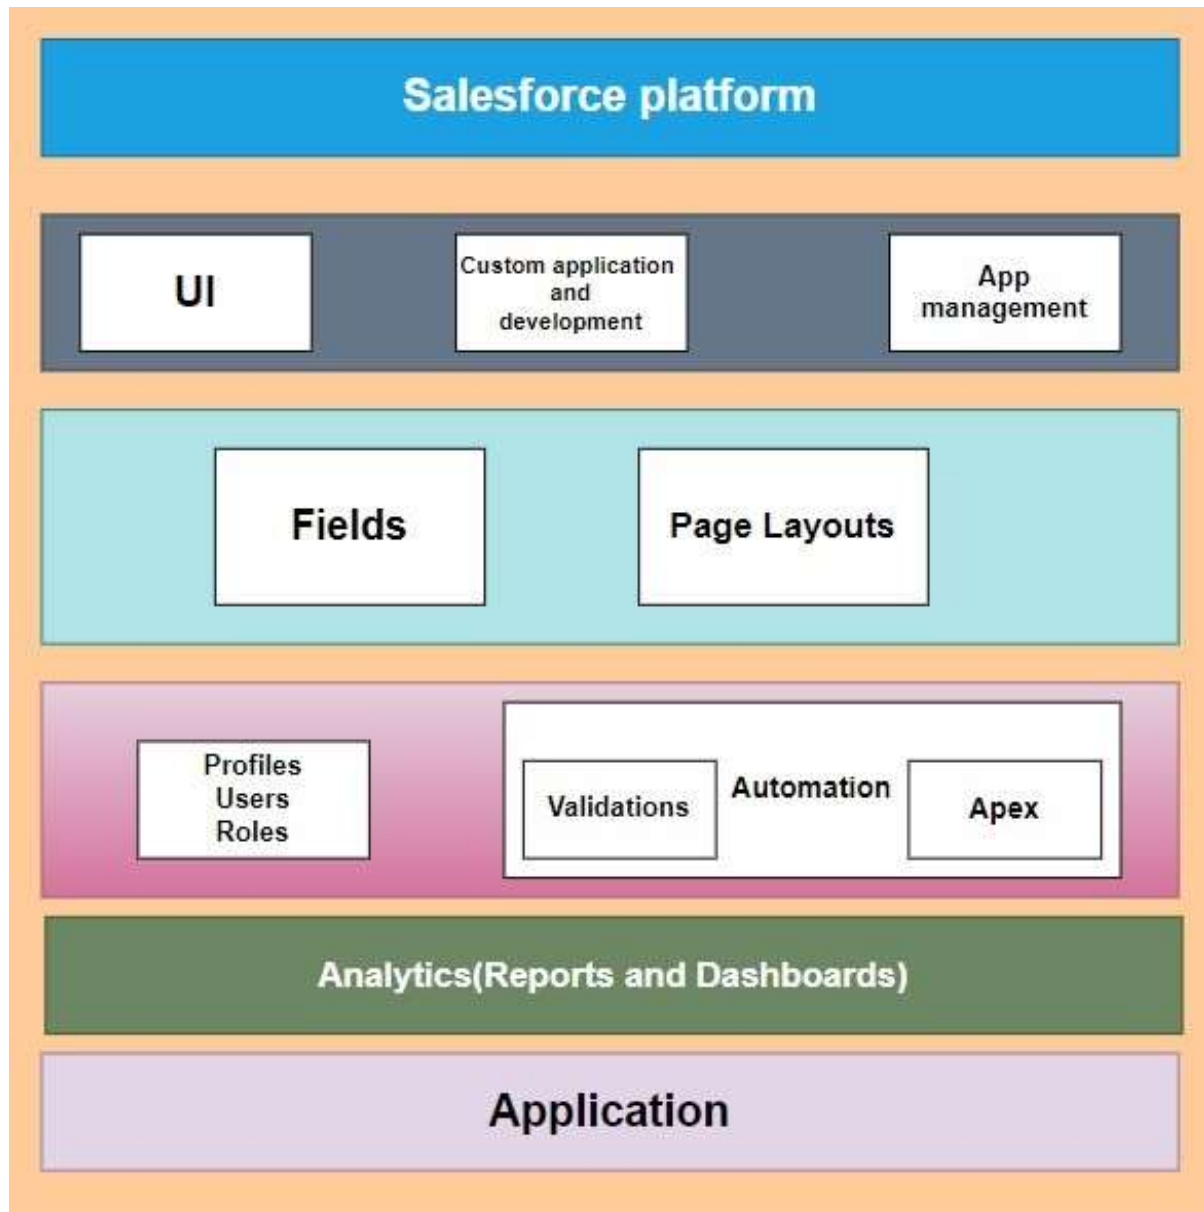 Salesforce platform
UI
Custom application
and
development
App
management
Fields
Page Layouts
Profiles
Users
Roles
Validations
Automation
Apex
Analytics(Reports and Dashboards)
Application